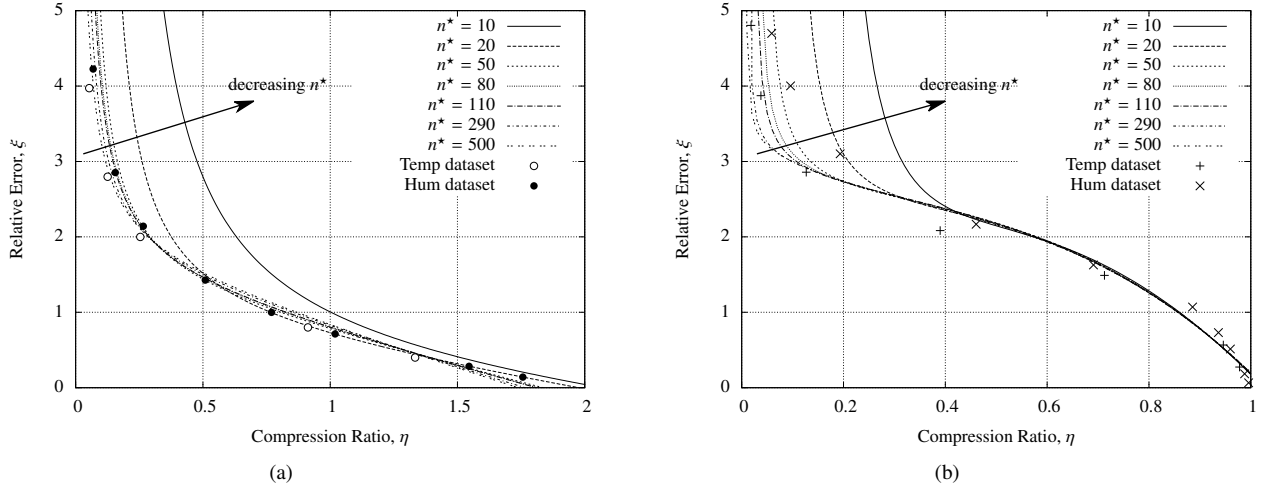 5
4
3
2
1
0
0
0.5
1
1.5
2
Relative Error, ξ
Compression Ratio, η
decreasing n⋆
n⋆ = 10
n⋆ = 20
n⋆ = 50
n⋆ = 80
n⋆ = 110
n⋆ = 290
n⋆ = 500
Temp dataset
Hum dataset
(a)
5
4
3
2
1
0
0
0.2
0.4
0.6
0.8
1
Relative Error, ξ
Compression Ratio, η
decreasing n⋆
n⋆ = 10
n⋆ = 20
n⋆ = 50
n⋆ = 80
n⋆ = 110
n⋆ = 290
n⋆ = 500
Temp dataset
Hum dataset
(b)